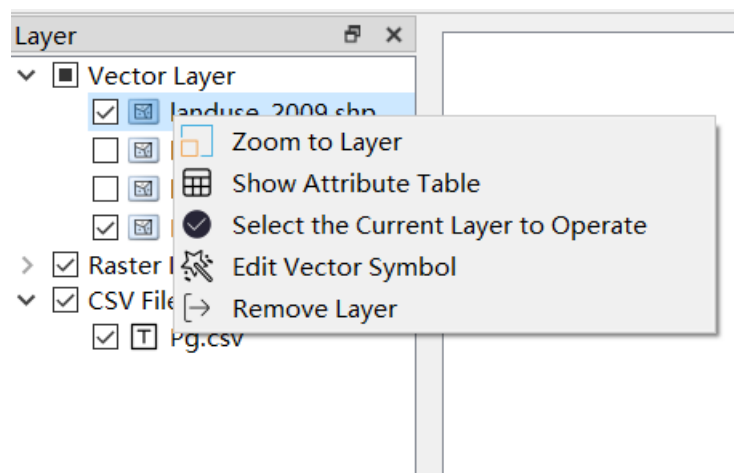 Layer
Vector Layer
landuse_2009.shp
Zoom to Layer
Show Attribute Table
Select the Current Layer to Operate
Edit Vector Symbol
Remove Layer
Raster
CSV File
Pg.csv